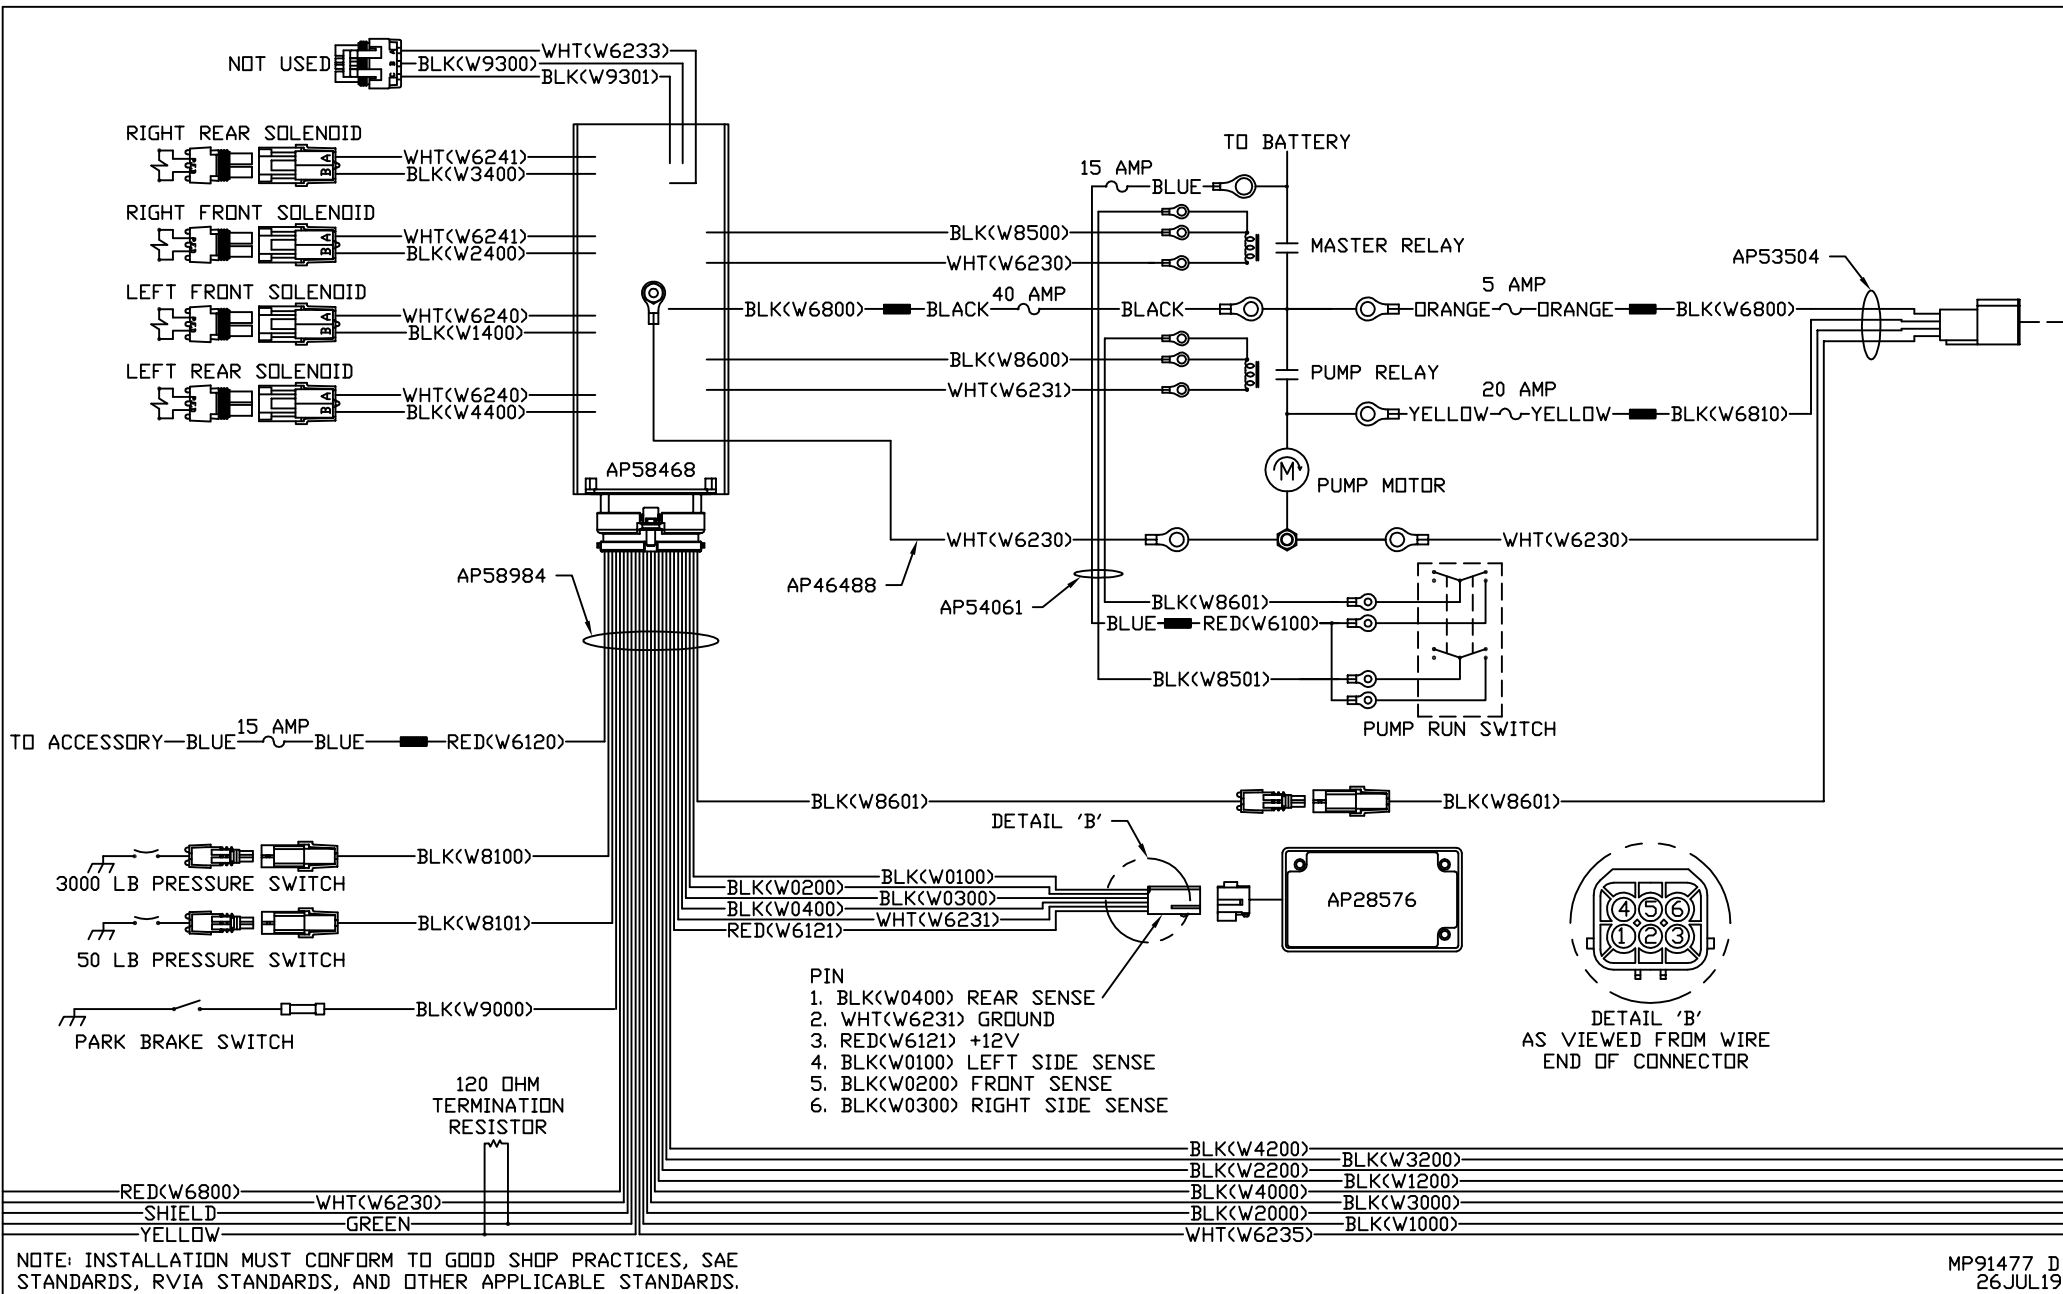 NOT USED
WHT(W6233)
BLK(W9300)
BLK(W9301)
RIGHT REAR SOLENOID
A
B
WHT(W6241)
BLK(W3400)
RIGHT FRONT SOLENOID
A
B
WHT(W6241)
BLK(W2400)
LEFT FRONT SOLENOID
A
B
WHT(W6240)
BLK(W1400)
LEFT REAR SOLENOID
A
B
WHT(W6240)
BLK(W4400)
AP58468
TO BATTERY
15 AMP
BLUE
BLK(W8500)
WHT(W6230)
MASTER RELAY
BLK(W6800)
BLACK
40 AMP
BLACK
5 AMP
ORANGE
ORANGE
BLK(W6800)
AP53504
BLK(W8600)
WHT(W6231)
PUMP RELAY
20 AMP
YELLOW
YELLOW
BLK(W6810)
M
PUMP MOTOR
WHT(W6230)
WHT(W6230)
AP58984
AP46488
AP54061
BLK(W8601)
BLUE
RED(W6100)
BLK(W8501)
PUMP RUN SWITCH
TO ACCESSORY
BLUE
15 AMP
BLUE
RED(W6120)
BLK(W8601)
BLK(W8601)
DETAIL 'B'
BLK(W8100)
3000 LB PRESSURE SWITCH
BLK(W8101)
50 LB PRESSURE SWITCH
BLK(W9000)
PARK BRAKE SWITCH
BLK(W0100)
BLK(W0200)
BLK(W0300)
BLK(W0400)
WHT(W6231)
RED(W6121)
AP28576
4 5 6
1 2 3
DETAIL 'B'
AS VIEWED FROM WIRE
END OF CONNECTOR
PIN
1. BLK(W0400) REAR SENSE
2. WHT(W6231) GROUND
3. RED(W6121) +12V
4. BLK(W0100) LEFT SIDE SENSE
5. BLK(W0200) FRONT SENSE
6. BLK(W0300) RIGHT SIDE SENSE
120 OHM
TERMINATION
RESISTOR
RED(W6800)
WHT(W6230)
SHIELD
GREEN
YELLOW
BLK(W4200)
BLK(W3200)
BLK(W2200)
BLK(W1200)
BLK(W4000)
BLK(W3000)
BLK(W2000)
BLK(W1000)
WHT(W6235)
NOTE: INSTALLATION MUST CONFORM TO GOOD SHOP PRACTICES, SAE
STANDARDS, RVIA STANDARDS, AND OTHER APPLICABLE STANDARDS.
MP91477 D
26JUL19